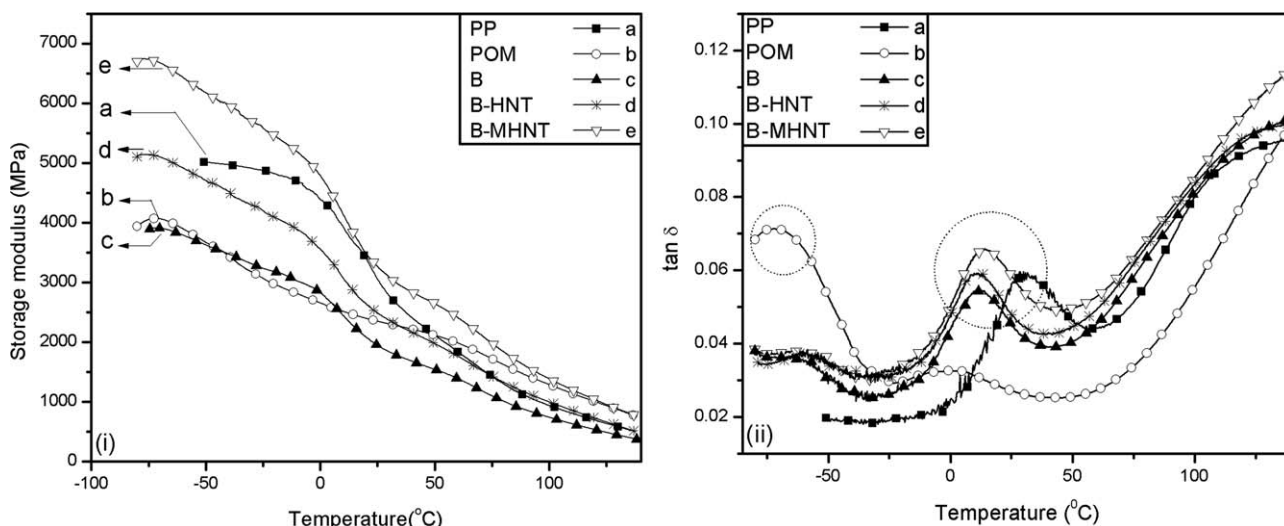 7000
6000
5000
4000
3000
2000
1000
0
Storage modulus (MPa)
-100
-50
0
50
100
Temperature(°C)
(i)
e
a
d
b
c
PP a
POM b
B c
B-HNT d
B-MHNT e
0.12
0.10
0.08
0.06
0.04
0.02
tan δ
-50
0
50
100
Temperature (⁰C)
(ii)
PP a
POM b
B c
B-HNT d
B-MHNT e